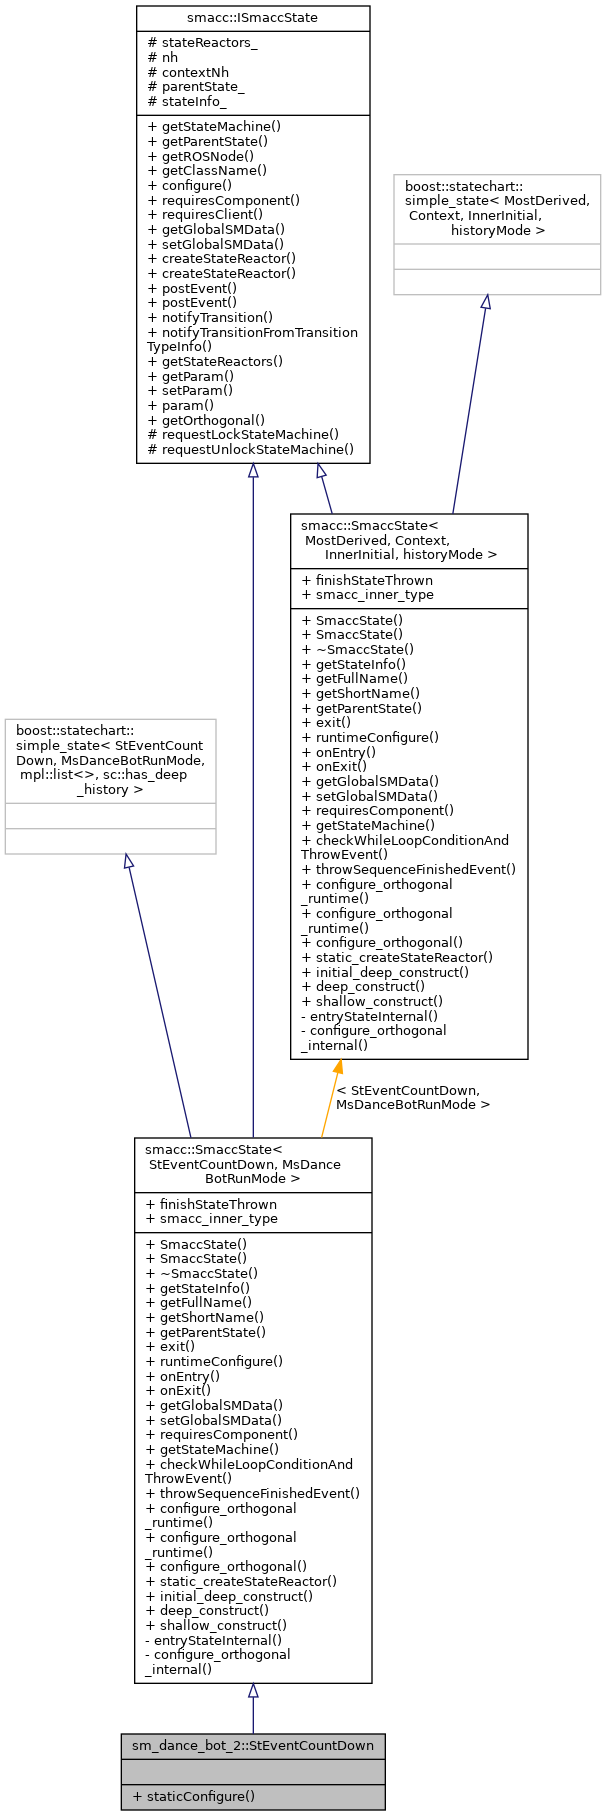 smacc::ISmaccState
# stateReactors_
# nh
# contextNh
# parentState_
# stateInfo_
+ getStateMachine()
+ getParentState()
+ getROSNode()
+ getClassName()
+ configure()
+ requiresComponent()
+ requiresClient()
+ getGlobalSMData()
+ setGlobalSMData()
+ createStateReactor()
+ createStateReactor()
+ postEvent()
+ postEvent()
+ notifyTransition()
+ notifyTransitionFromTransition
TypeInfo()
+ getStateReactors()
+ getParam()
+ setParam()
+ param()
+ getOrthogonal()
# requestLockStateMachine()
# requestUnlockStateMachine()
boost::statechart::
simple_state< MostDerived,
Context, InnerInitial,
historyMode >
smacc::SmaccState<
MostDerived, Context,
InnerInitial, historyMode >
+ finishStateThrown
+ smacc_inner_type
+ SmaccState()
+ SmaccState()
+ ~SmaccState()
+ getStateInfo()
+ getFullName()
+ getShortName()
+ getParentState()
+ exit()
+ runtimeConfigure()
+ onEntry()
+ onExit()
+ getGlobalSMData()
+ setGlobalSMData()
+ requiresComponent()
+ getStateMachine()
+ checkWhileLoopConditionAnd
ThrowEvent()
+ throwSequenceFinishedEvent()
+ configure_orthogonal
_runtime()
+ configure_orthogonal
_runtime()
+ configure_orthogonal()
+ static_createStateReactor()
+ initial_deep_construct()
+ deep_construct()
+ shallow_construct()
- entryStateInternal()
- configure_orthogonal
_internal()
boost::statechart::
simple_state< StEventCount
Down, MsDanceBotRunMode,
mpl::list<>, sc::has_deep
_history >
< StEventCountDown,
MsDanceBotRunMode >
smacc::SmaccState<
StEventCountDown, MsDance
BotRunMode >
+ finishStateThrown
+ smacc_inner_type
+ SmaccState()
+ SmaccState()
+ ~SmaccState()
+ getStateInfo()
+ getFullName()
+ getShortName()
+ getParentState()
+ exit()
+ runtimeConfigure()
+ onEntry()
+ onExit()
+ getGlobalSMData()
+ setGlobalSMData()
+ requiresComponent()
+ getStateMachine()
+ checkWhileLoopConditionAnd
ThrowEvent()
+ throwSequenceFinishedEvent()
+ configure_orthogonal
_runtime()
+ configure_orthogonal
_runtime()
+ configure_orthogonal()
+ static_createStateReactor()
+ initial_deep_construct()
+ deep_construct()
+ shallow_construct()
- entryStateInternal()
- configure_orthogonal
_internal()
sm_dance_bot_2::StEventCountDown
+ staticConfigure()